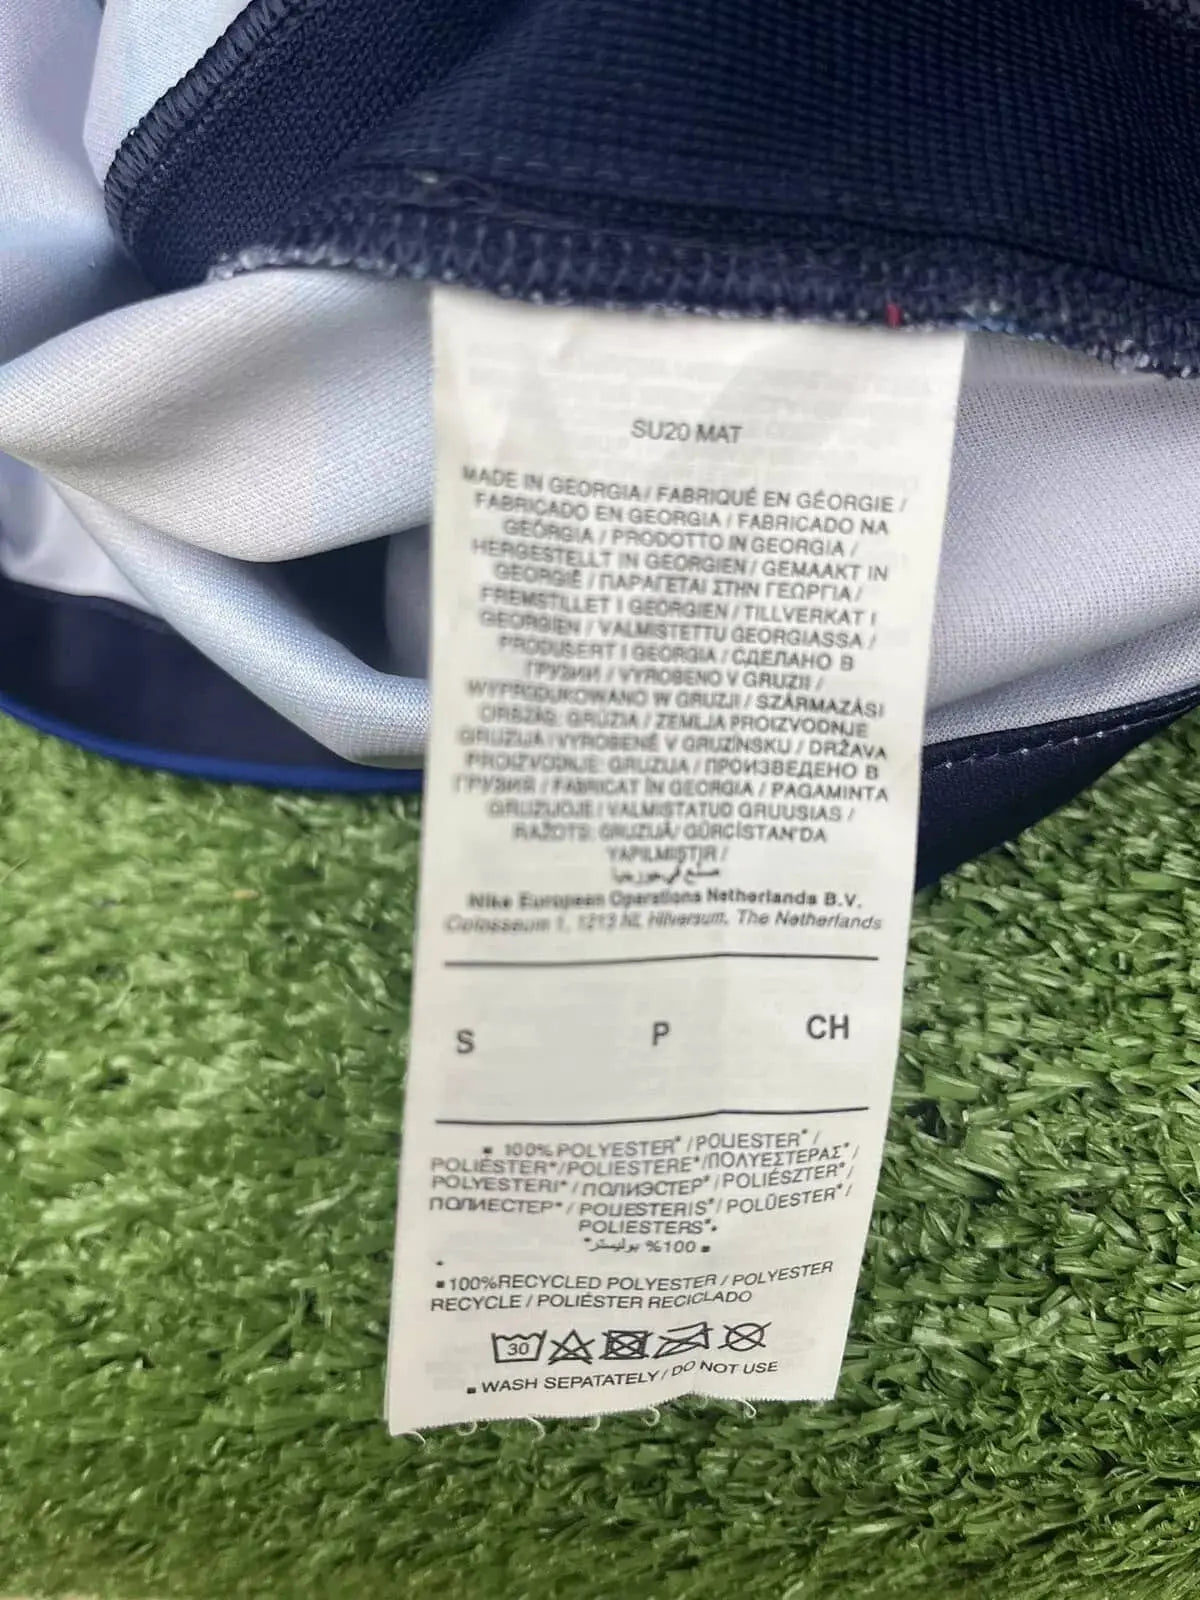 SU20 MAT
MADE IN GEORGIA / FABRIQUÉ EN GÉORGIE /
FABRICADO EN GEORGIA / FABRICADO NA
GEÓRGIA / PRODOTTO IN GEORGIA /
HERGESTELLT IN GEORGIEN / GEMAAKT IN
GEORGIË / ΠΑΡΑΓΕΤΑΙ ΣΤΗΝ ΓΕΩΡΓΙΑ /
FREMSTILLET I GEORGIEN / TILLVERKAT I
GEORGIEN / VALMISTETTU GEORGIASSA /
PRODUSERT I GEORGIA / СДЕЛАНО В
ГРУЗИИ / VYROBENO V GRUZII /
WYPRODUKOWANO W GRUZJI / SZÁRMAZÁSI
ORSZÁG: GRÚZIA / ZEMLJA PROIZVODNJE
GRUZIJA / VYROBENÉ V GRUZÍNSKU / DRŽAVA
PROIZVODNJE: GRUZIJA / ПРОИЗВЕДЕНО В
ГРУЗИЯ / FABRICAT ÎN GEORGIA / PAGAMINTA
GRUZIJOJE / VALMISTATUD GRUUSIAS /
RAŽOTS: GRUZIJĀ/ GÜRCİSTAN'DA
YAPILMIŞTIR /
صنع في جورجيا
Nike European Operations Netherlands B.V.
Colosseum 1, 1213 NL Hilversum, The Netherlands
S P CH
▪ 100% POLYESTER* / POLIESTER* /
POLIÉSTER* / POLIESTERE* / ΠΟΛΥΕΣΤΕΡΑΣ* /
POLYESTERI* / ПОЛИЭСТЕР* / POLIÉSZTER* /
ПОЛИЕСТЕР* / POLIESTERIS* / POLÜESTER* /
POLIESTERS*▪
▪ 100% بوليستر*
▪ 100%RECYCLED POLYESTER / POLYESTER
RECYCLE / POLIÉSTER RECICLADO
30
▪ WASH SEPATATELY / DO NOT USE